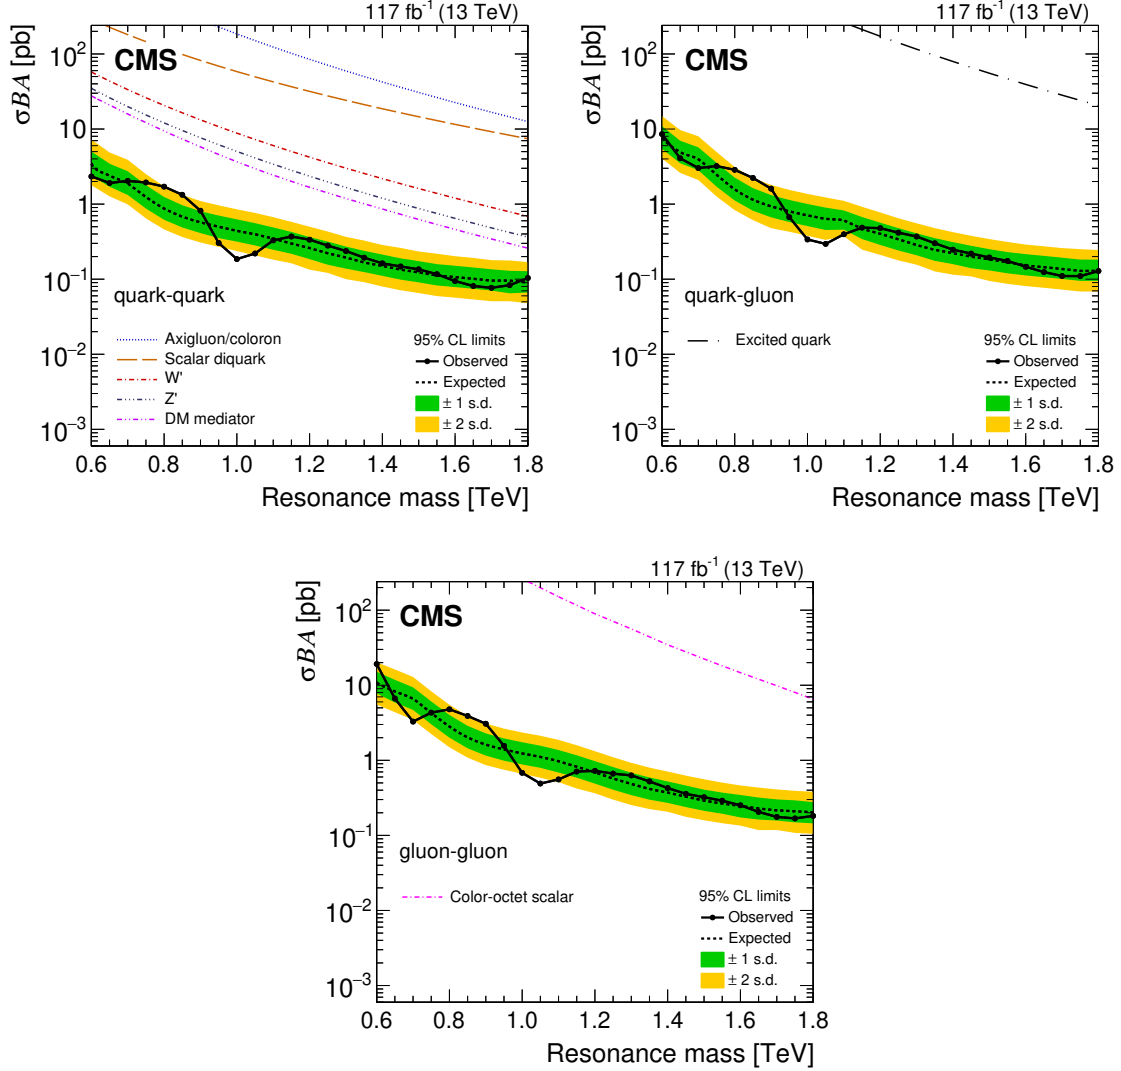 117 fb⁻¹ (13 TeV)
CMS
σBA [pb]
10²
10
1
10⁻¹
10⁻²
10⁻³
quark-quark
Axigluon/coloron
Scalar diquark
W'
Z'
DM mediator
95% CL limits
Observed
Expected
± 1 s.d.
± 2 s.d.
0.6 0.8 1.0 1.2 1.4 1.6 1.8
Resonance mass [TeV]
117 fb⁻¹ (13 TeV)
CMS
σBA [pb]
10²
10
1
10⁻¹
10⁻²
10⁻³
quark-gluon
Excited quark
95% CL limits
Observed
Expected
± 1 s.d.
± 2 s.d.
0.6 0.8 1.0 1.2 1.4 1.6 1.8
Resonance mass [TeV]
117 fb⁻¹ (13 TeV)
CMS
σBA [pb]
10²
10
1
10⁻¹
10⁻²
10⁻³
gluon-gluon
Color-octet scalar
95% CL limits
Observed
Expected
± 1 s.d.
± 2 s.d.
0.6 0.8 1.0 1.2 1.4 1.6 1.8
Resonance mass [TeV]